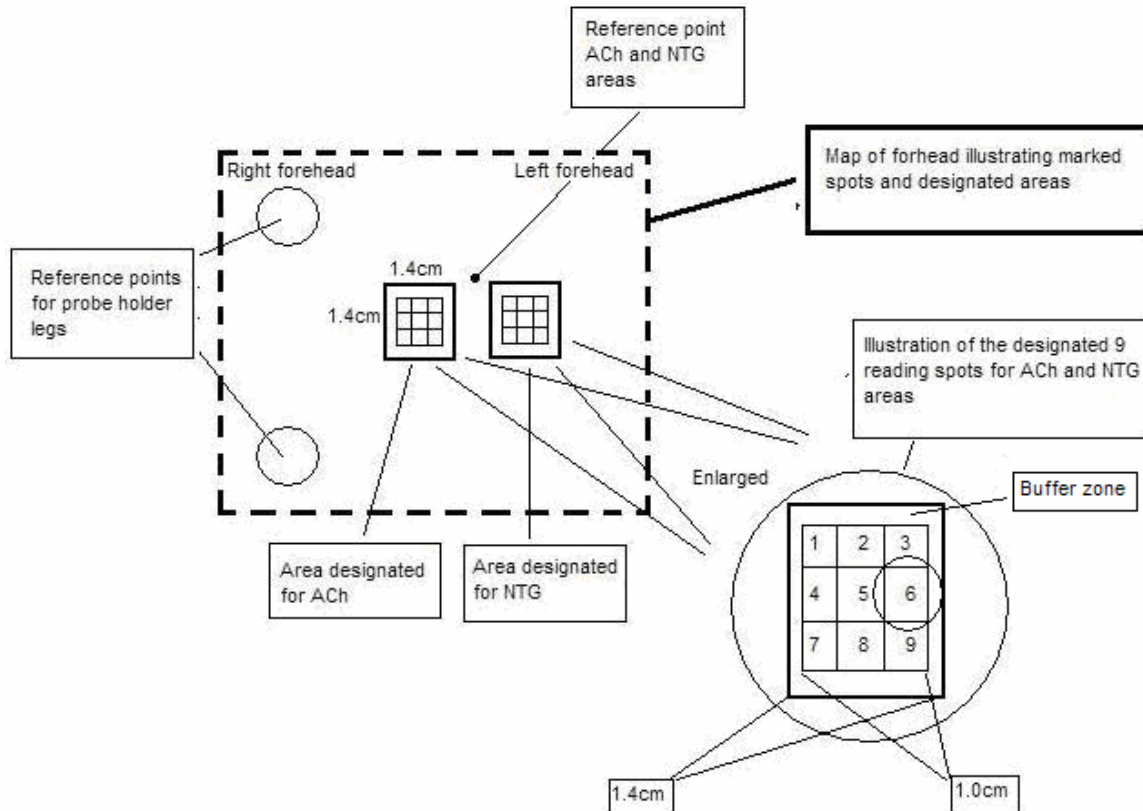 Reference point
ACh and NTG
areas
Map of forhead illustrating marked
spots and designated areas
Right forehead
Left forehead
Reference points
for probe holder
legs
1.4cm
1.4cm
Illustration of the designated 9
reading spots for ACh and NTG
areas
Enlarged
Buffer zone
Area designated
for ACh
Area designated
for NTG
1 2 3
4 5 6
7 8 9
1.4cm
1.0cm